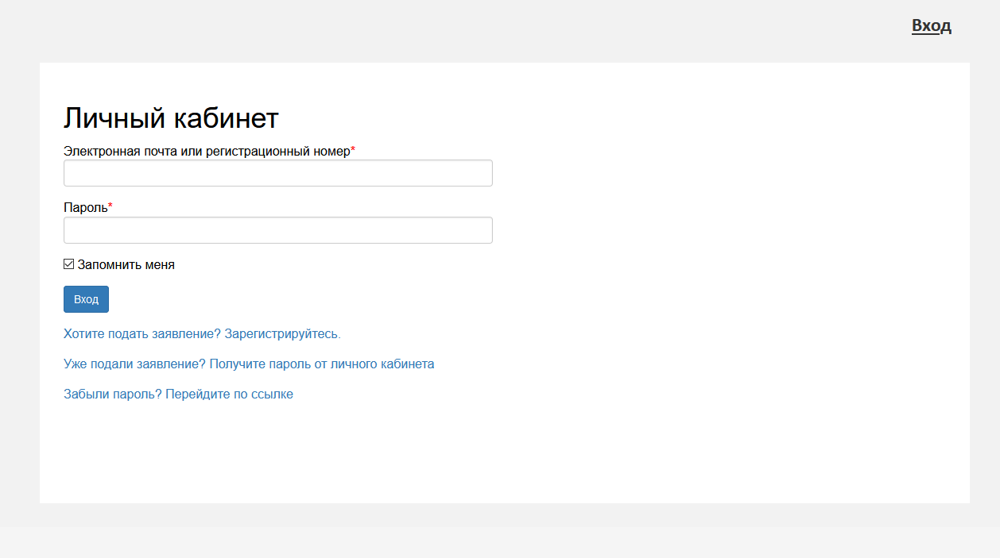 Вход
Личный кабинет
Электронная почта или регистрационный номер*
Пароль*
Запомнить меня
Вход
Хотите подать заявление? Зарегистрируйтесь.
Уже подали заявление? Получите пароль от личного кабинета
Забыли пароль? Перейдите по ссылке